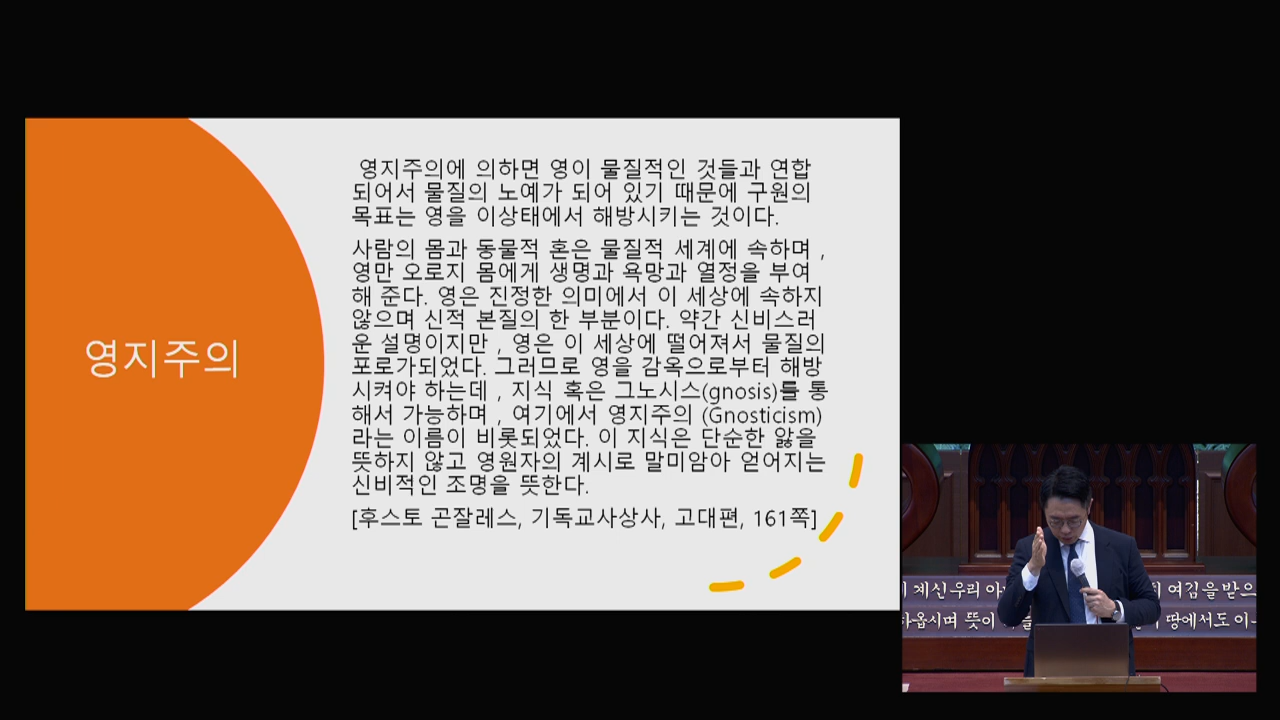 영지주의
영지주의에 의하면 영이 물질적인 것들과 연합
되어서 물질의 노예가 되어 있기 때문에 구원의
목표는 영을 이상태에서 해방시키는 것이다.
사람의 몸과 동물적 혼은 물질적 세계에 속하며 ,
영만 오로지 몸에게 생명과 욕망과 열정을 부여
해 준다. 영은 진정한 의미에서 이 세상에 속하지
않으며 신적 본질의 한 부분이다. 약간 신비스러
운 설명이지만 , 영은 이 세상에 떨어져서 물질의
포로가되었다. 그러므로 영을 감옥으로부터 해방
시켜야 하는데 , 지식 혹은 그노시스(gnosis)를 통
해서 가능하며 , 여기에서 영지주의 (Gnosticism)
라는 이름이 비롯되었다. 이 지식은 단순한 앓을
뜻하지 않고 영원자의 계시로 말미암아 얻어지는
신비적인 조명을 뜻한다.
[후스토 곤잘레스, 기독교사상사, 고대편, 161쪽]
계신 우리 여김을 받으
하옵시며 뜻이 땅에서도 이